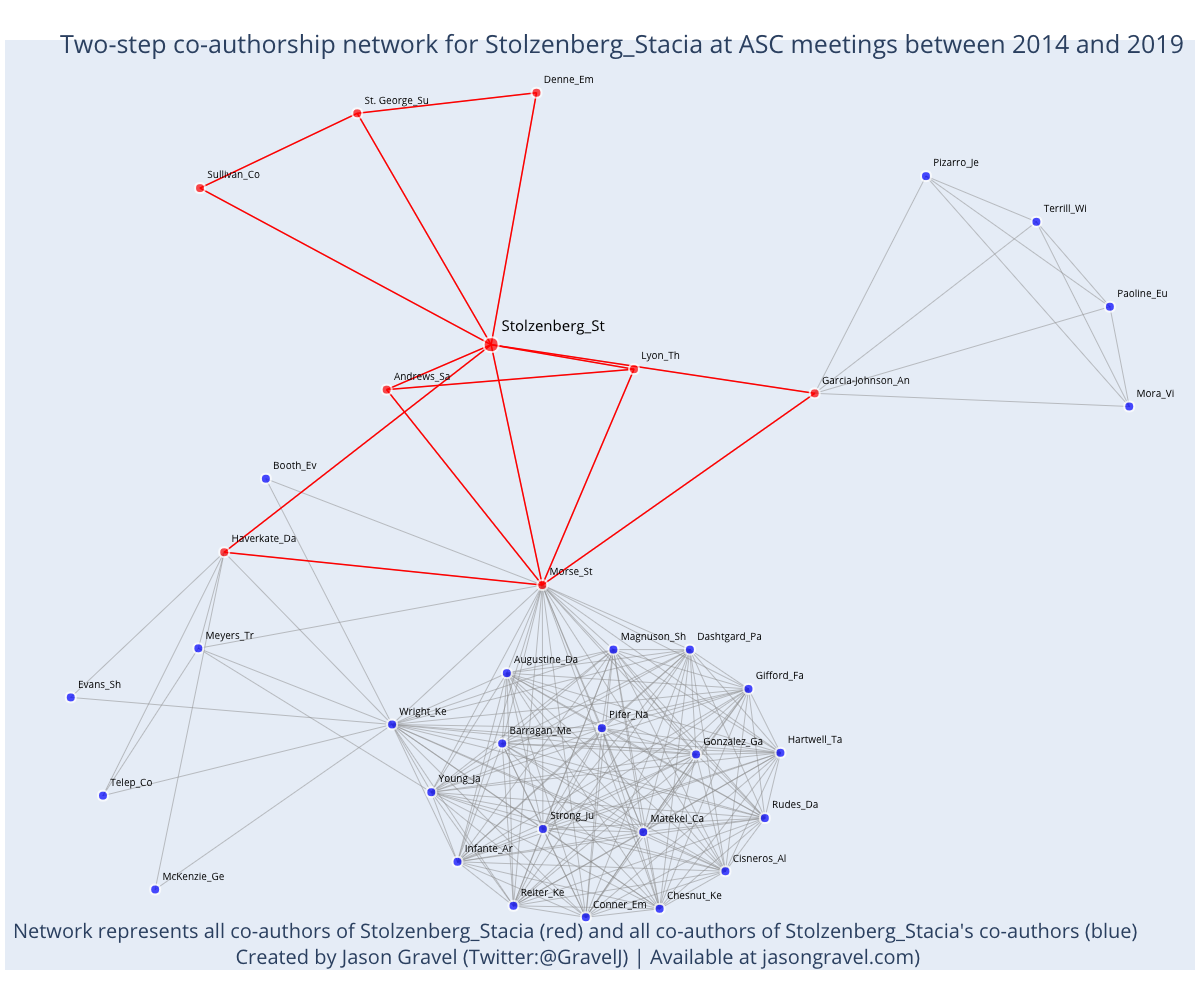 Two-step co-authorship network for Stolzenberg_Stacia at ASC meetings between 2014 and 2019
Denne_Em
St. George_Su
Sullivan_Co
Pizarro_Je
Terrill_Wi
Paoline_Eu
Stolzenberg_St
Lyon_Th
Andrews_Sa
Garcia-Johnson_An
Mora_Vi
Booth_Ev
Haverkate_Da
Morse_St
Meyers_Tr
Magnuson_Sh
Dashtgard_Pa
Augustine_Da
Gifford_Fa
Evans_Sh
Wright_Ke
Pifer_Na
Barragan_Me
Gonzalez_Ga
Hartwell_Ta
Telep_Co
Young_Ja
Rudes_Da
Strong_Ju
Matekel_Ca
Infante_Ar
Cisneros_Al
McKenzie_Ge
Reiter_Ke
Chesnut_Ke
Conner_Em
Network represents all co-authors of Stolzenberg_Stacia (red) and all co-authors of Stolzenberg_Stacia's co-authors (blue)
Created by Jason Gravel (Twitter:@GravelJ) | Available at jasongravel.com)